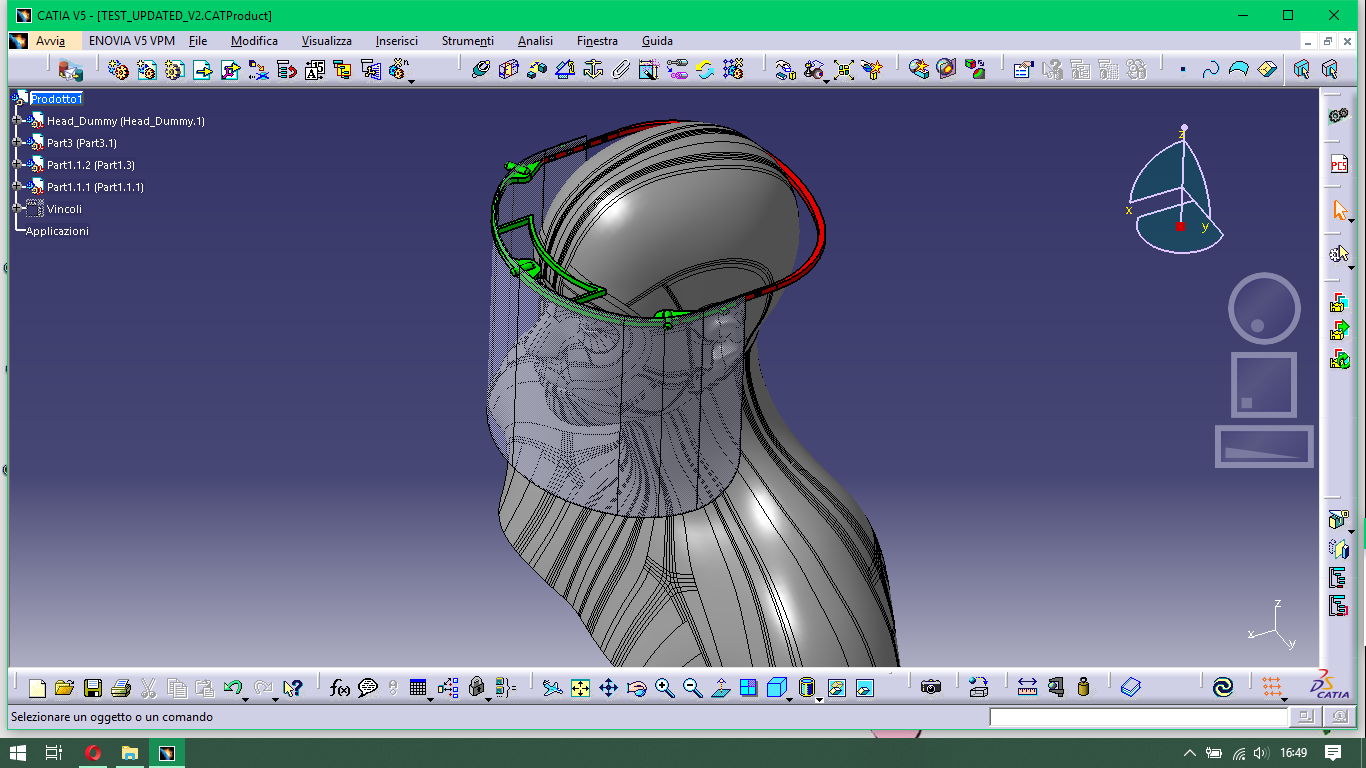 CATIA V5 - [TEST_UPDATED_V2.CATProduct]
Avvia ENOVIA V5 VPM File Modifica Visualizza Inserisci Strumenti Analisi Finestra Guida
Prodotto1
Head_Dummy (Head_Dummy.1)
Part3 (Part3.1)
Part1.1.2 (Part1.3)
Part1.1.1 (Part1.1.1)
Vincoli
Applicazioni
z
x
y
PCS
z
x
y
f(x)
CATIA
Selezionare un oggetto o un comando
16:49